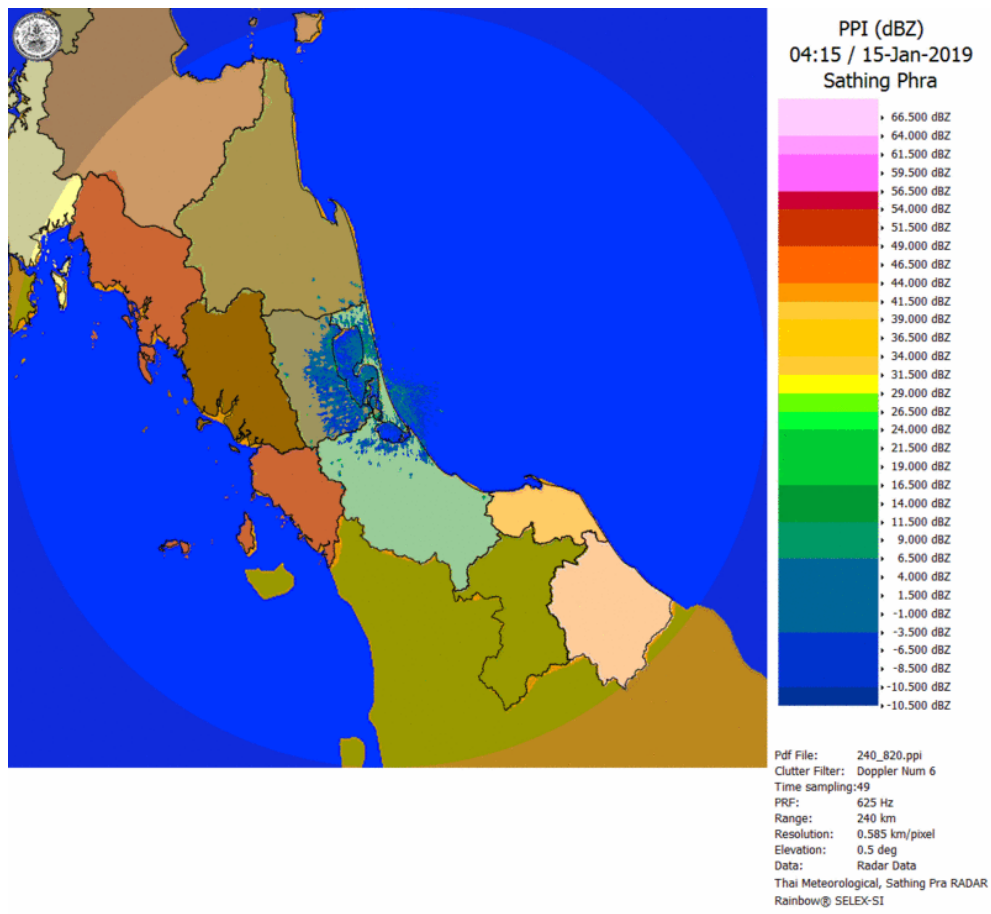 PPI (dBZ)
04:15 / 15-Jan-2019
Sathing Phra
66.500 dBZ
64.000 dBZ
61.500 dBZ
59.500 dBZ
56.500 dBZ
54.000 dBZ
51.500 dBZ
49.000 dBZ
46.500 dBZ
44.000 dBZ
41.500 dBZ
39.000 dBZ
36.500 dBZ
34.000 dBZ
31.500 dBZ
29.000 dBZ
26.500 dBZ
24.000 dBZ
21.500 dBZ
19.000 dBZ
16.500 dBZ
14.000 dBZ
11.500 dBZ
9.000 dBZ
6.500 dBZ
4.000 dBZ
1.500 dBZ
-1.000 dBZ
-3.500 dBZ
-6.500 dBZ
-8.500 dBZ
-10.500 dBZ
-10.500 dBZ
Pdf File: 240_820.ppi
Clutter Filter: Doppler Num 6
Time sampling:49
PRF: 625 Hz
Range: 240 km
Resolution: 0.585 km/pixel
Elevation: 0.5 deg
Data: Radar Data
Thai Meteorological, Sathing Pra RADAR
Rainbow® SELEX-SI